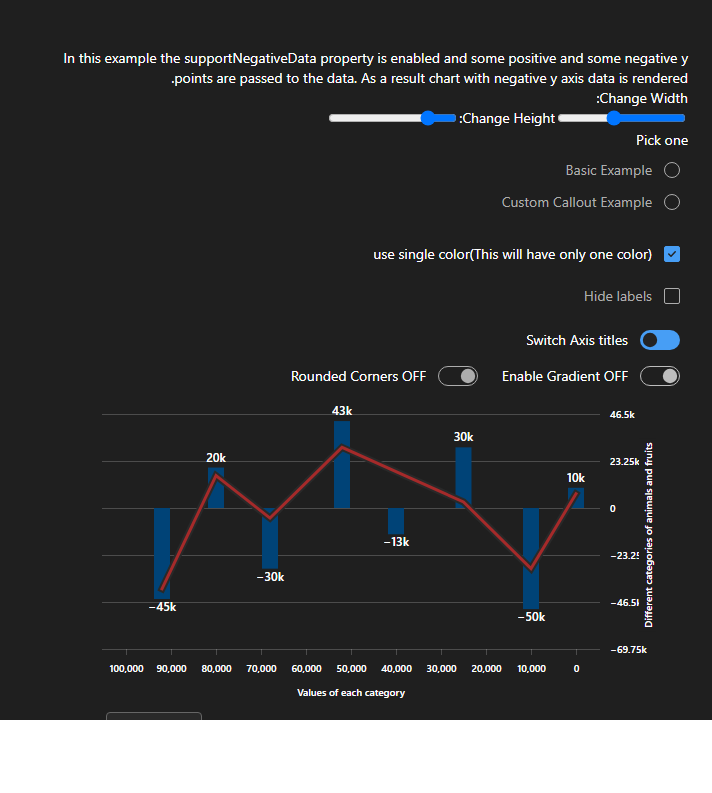 In this example the supportNegativeData property is enabled and some positive and some negative y
.points are passed to the data. As a result chart with negative y axis data is rendered
:Change Width
:Change Height
Pick one
Basic Example
Custom Callout Example
use single color(This will have only one color)
Hide labels
Switch Axis titles
Rounded Corners OFF
Enable Gradient OFF
43k
46.5k
30k
20k
23.25k
10k
0
−13k
−23.2
−30k
−45k
−46.5
−50k
−69.75k
Different categories of animals and fruits
100,000 90,000 80,000 70,000 60,000 50,000 40,000 30,000 20,000 10,000 0
Values of each category